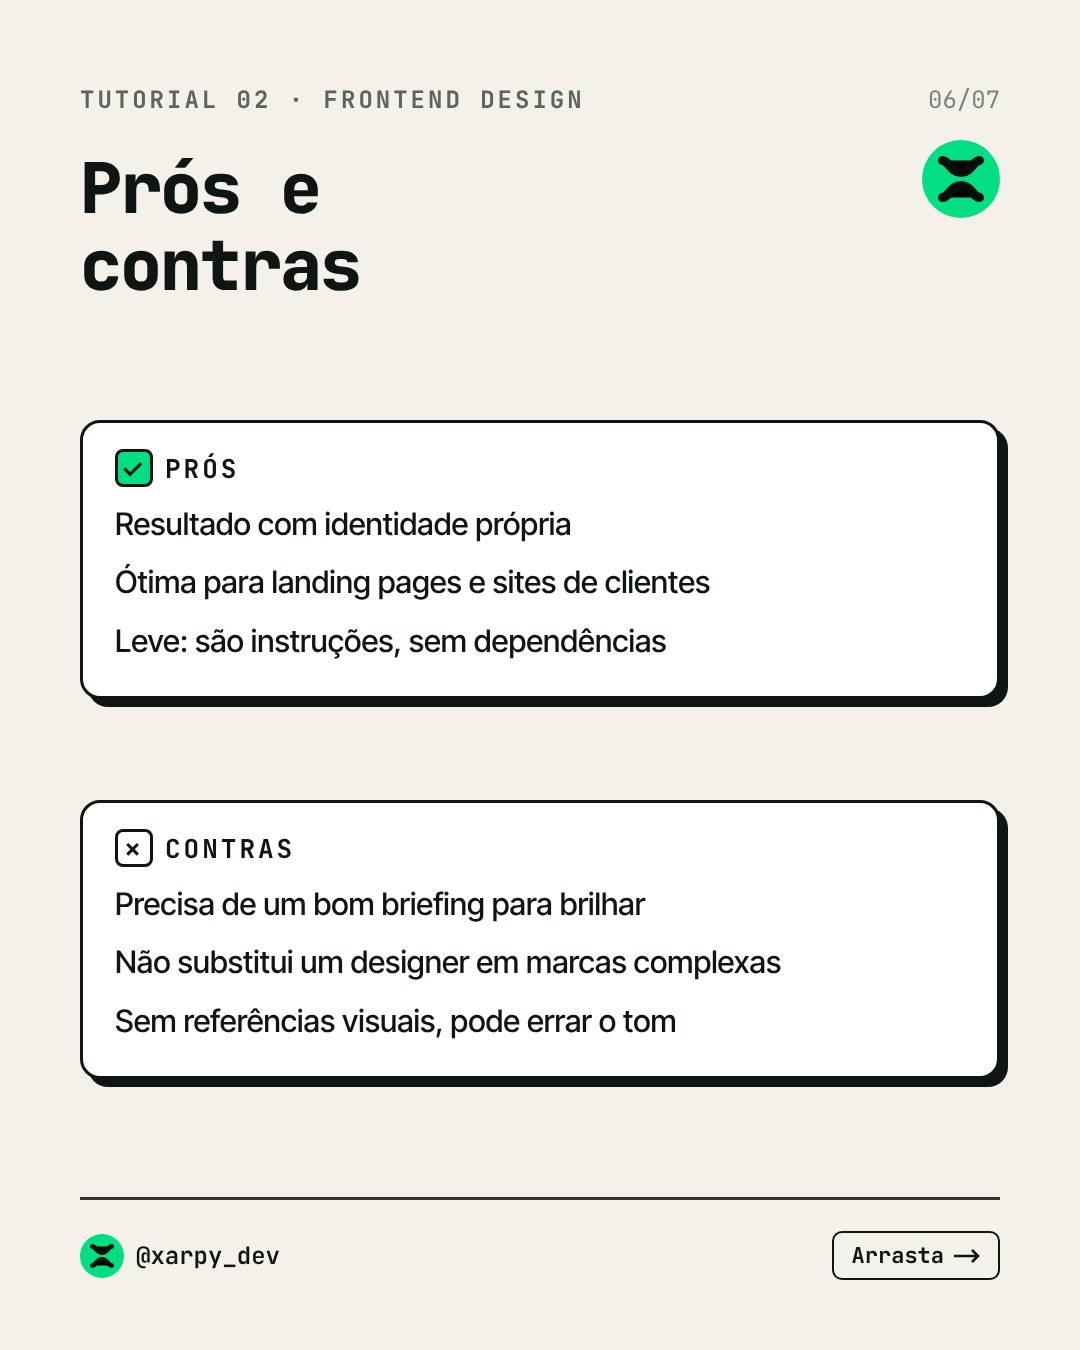 TUTORIAL 02 · FRONTEND DESIGN
06/07
Prós e
contras
PRÓS
Resultado com identidade própria
Ótima para landing pages e sites de clientes
Leve: são instruções, sem dependências
CONTRAS
Precisa de um bom briefing para brilhar
Não substitui um designer em marcas complexas
Sem referências visuais, pode errar o tom
@xarpy_dev
Arrasta →